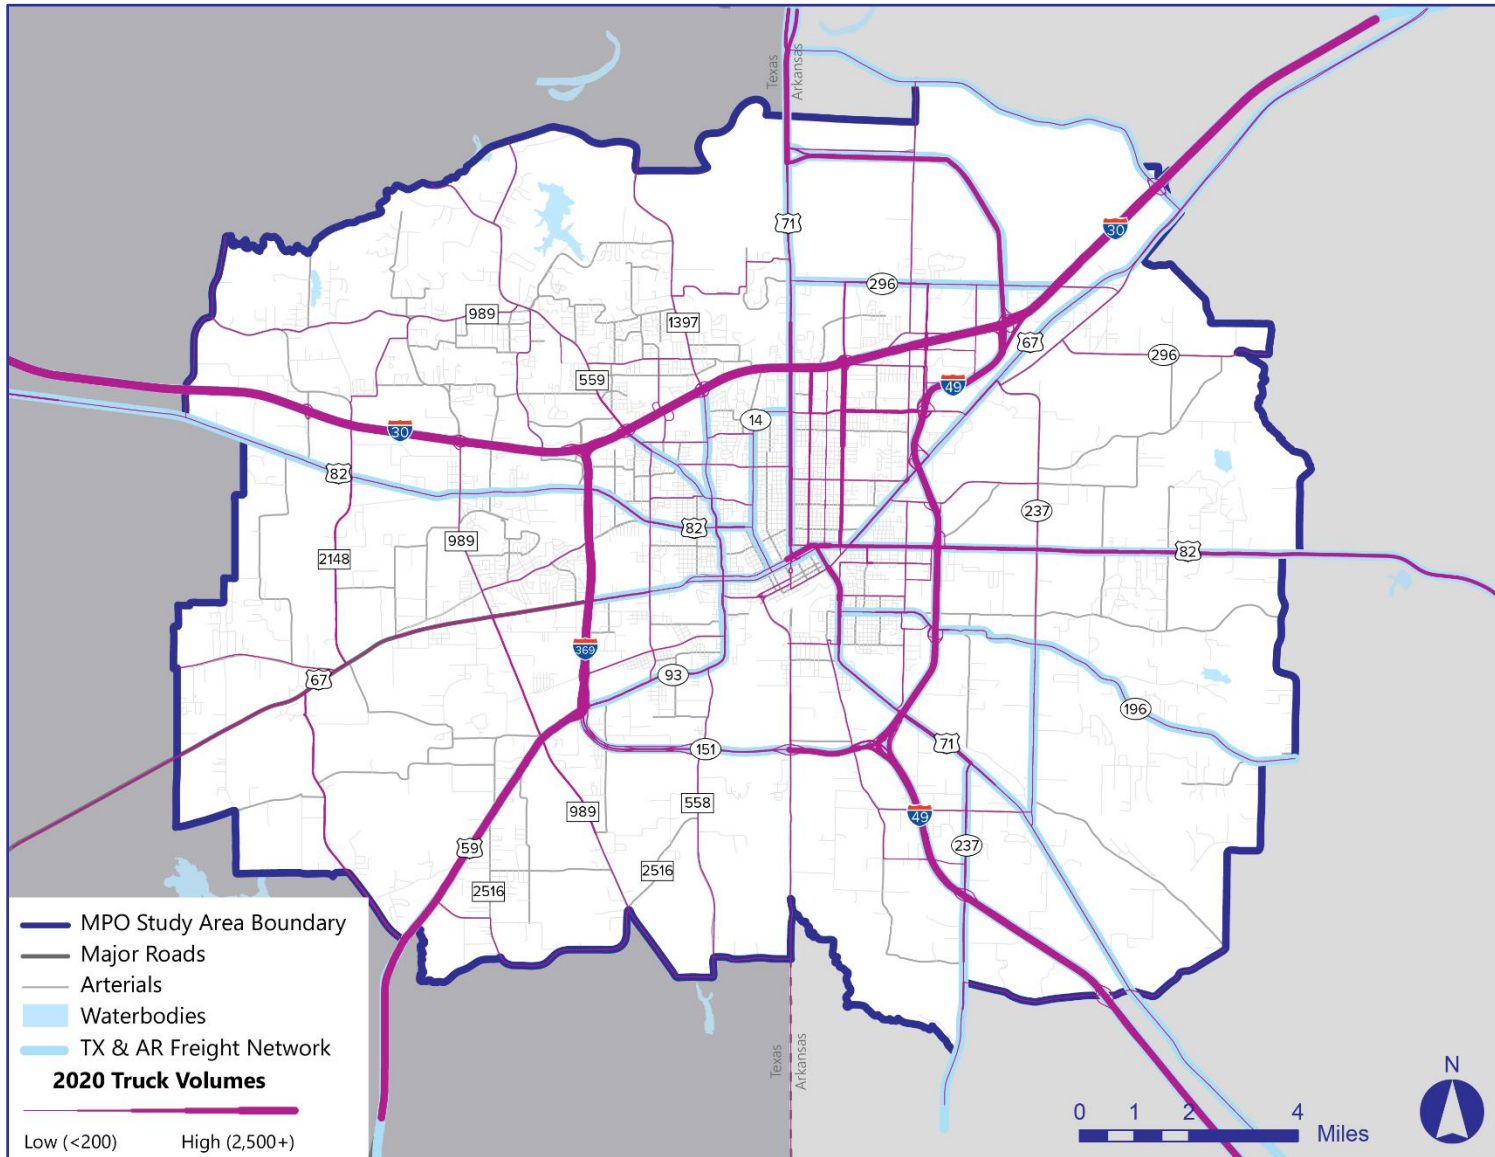 Texas
Arkansas
71
30
296
989
1397
67
296
559
49
14
30
82
82
237
989
2148
82
369
93
67
196
71
151
558
989
49
59
237
2516
2516
MPO Study Area Boundary
Major Roads
Arterials
Waterbodies
TX & AR Freight Network
2020 Truck Volumes
Low (<200) High (2,500+)
Texas
Arkansas
N
0 1 2 4
Miles